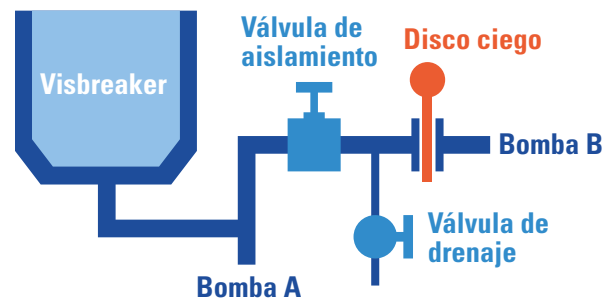 Válvula de
aislamiento
Disco ciego
Visbreaker
Bomba B
Válvula de
drenaje
Bomba A